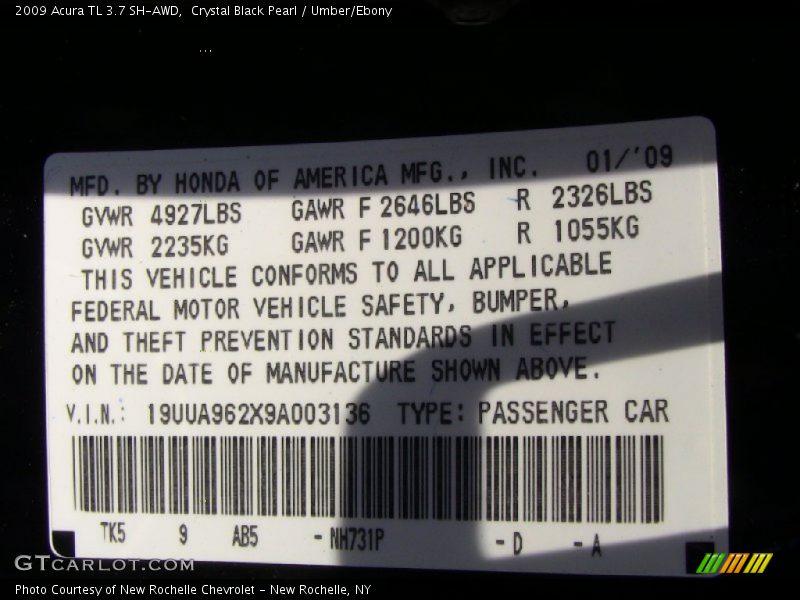 2009 Acura TL 3.7 SH-AWD,  Crystal Black Pearl / Umber/Ebony
...
MFD. BY HONDA OF AMERICA MFG., INC. 01/'09
GVWR 4927LBS GAWR F 2646LBS R 2326LBS
GVWR 2235KG GAWR F 1200KG R 1055KG
THIS VEHICLE CONFORMS TO ALL APPLICABLE
FEDERAL MOTOR VEHICLE SAFETY, BUMPER,
AND THEFT PREVENTION STANDARDS IN EFFECT
ON THE DATE OF MANUFACTURE SHOWN ABOVE.
V.I.N.: 19UUA962X9A003136 TYPE: PASSENGER CAR
TK5 9 AB5 - NH731P - D - A
GTCARLOT.COM
Photo Courtesy of New Rochelle Chevrolet - New Rochelle, NY